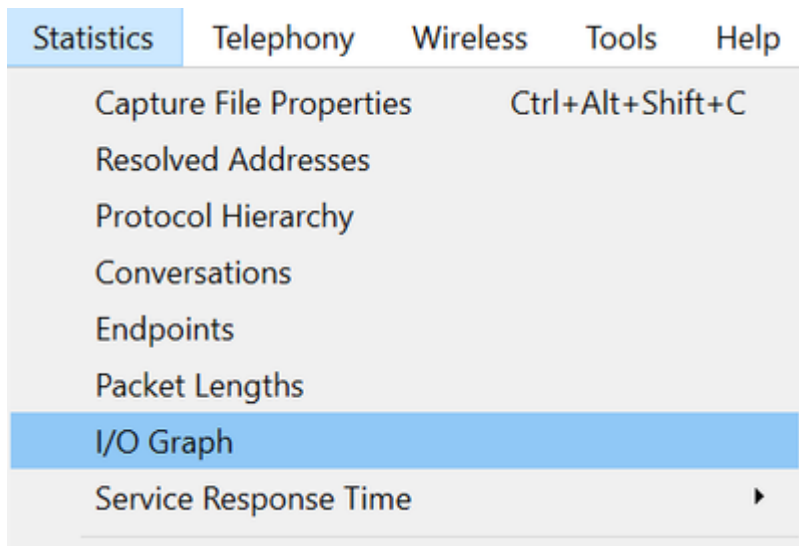 Statistics Telephony Wireless Tools Help
Capture File Properties Ctrl+Alt+Shift+C
Resolved Addresses
Protocol Hierarchy
Conversations
Endpoints
Packet Lengths
I/O Graph
Service Response Time